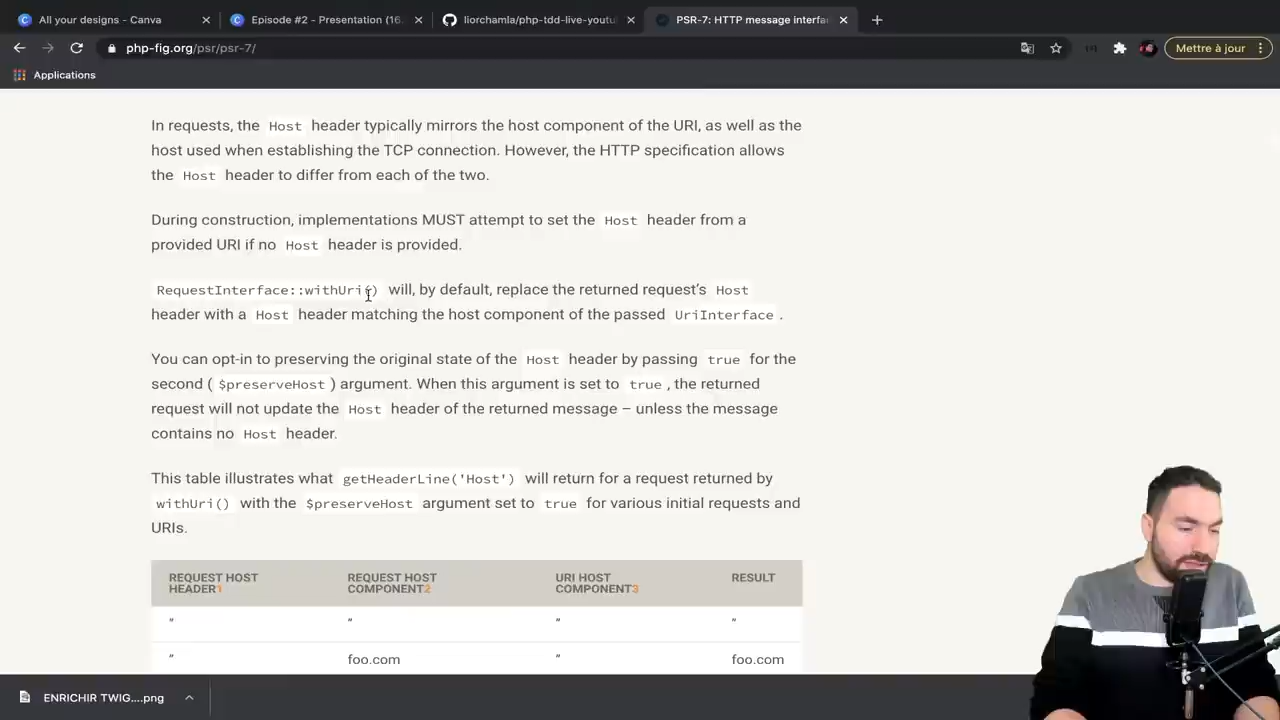 All your designs - Canva
Episode #2 - Presentation (16
liorchamla/php-tdd-live-youtu
PSR-7: HTTP message interfa
php-fig.org/psr/psr-7/
Mettre à jour
Applications
In requests, the Host header typically mirrors the host component of the URI, as well as the
host used when establishing the TCP connection. However, the HTTP specification allows
the Host header to differ from each of the two.
During construction, implementations MUST attempt to set the Host header from a
provided URI if no Host header is provided.
RequestInterface::withUri() will, by default, replace the returned request’s Host
header with a Host header matching the host component of the passed UriInterface .
You can opt-in to preserving the original state of the Host header by passing true for the
second ( $preserveHost ) argument. When this argument is set to true , the returned
request will not update the Host header of the returned message – unless the message
contains no Host header.
This table illustrates what getHeaderLine('Host') will return for a request returned by
withUri() with the $preserveHost argument set to true for various initial requests and
URIs.
REQUEST HOST HEADER1 REQUEST HOST COMPONENT2 URI HOST COMPONENT3 RESULT
” ” ” ”
” foo.com ” foo.com
ENRICHIR TWIG....png